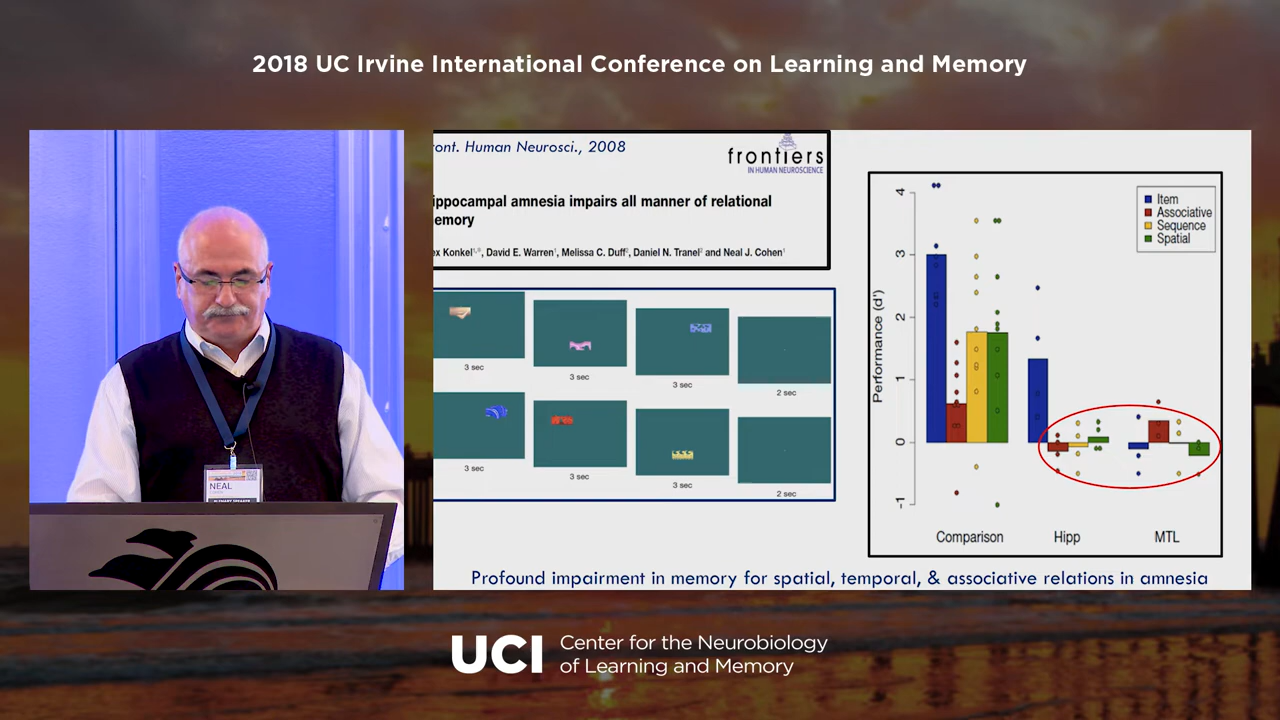 2018 UC Irvine International Conference on Learning and Memory
ront. Human Neurosci., 2008
frontiers
IN HUMAN NEUROSCIENCE
ippocampal amnesia impairs all manner of relational
emory
ex Konkel, David E. Warren, Melissa C. Duff, Daniel N. Tranel and Neal J. Cohen
3 sec
3 sec
3 sec
2 sec
3 sec
3 sec
3 sec
2 sec
Performance (d')
4
3
2
1
0
-1
Item
Associative
Sequence
Spatial
Comparison Hipp MTL
Profound impairment in memory for spatial, temporal, & associative relations in amnesia
NEAL
UCI Center for the Neurobiology
of Learning and Memory